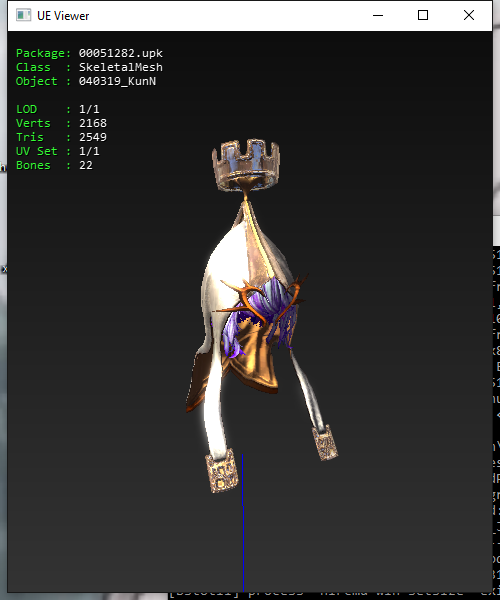 UE Viewer
Package: 00051282.upk
Class : SkeletalMesh
Object : 040319_KunN
LOD : 1/1
Verts : 2168
Tris : 2549
UV Set : 1/1
Bones : 22